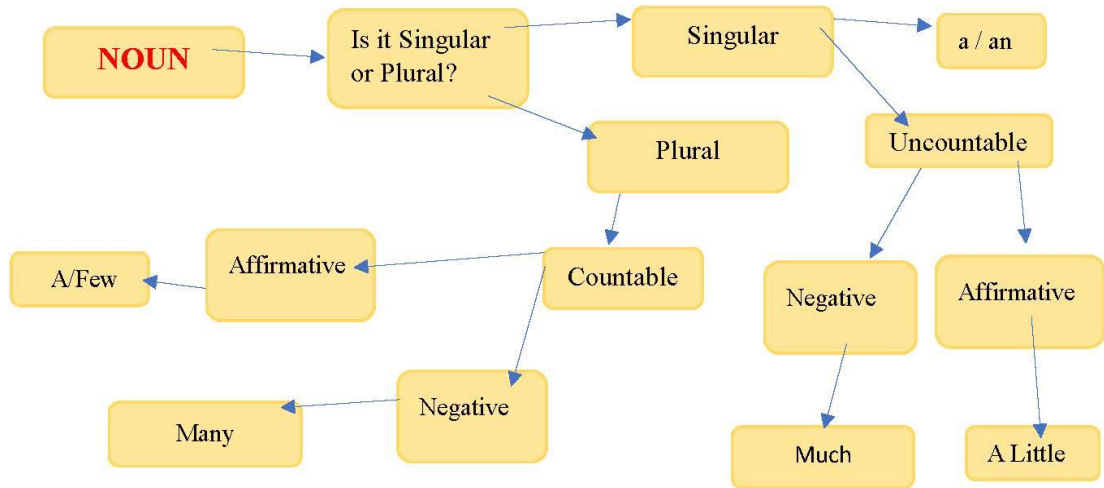 NOUN
Is it Singular
or Plural?
Singular
a / an
Plural
Uncountable
A/Few
Affirmative
Countable
Negative
Affirmative
Many
Negative
Much
A Little